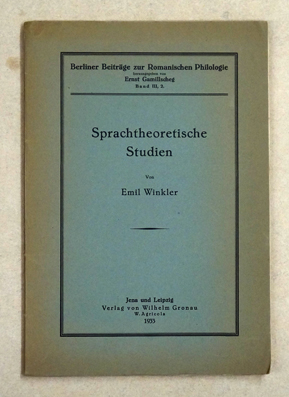 Berliner Beiträge zur Romanischen Philologie
herausgegeben von
Ernst Gamillscheg
Band III, 2.
Sprachtheoretische
Studien
Von
Emil Winkler
Jena und Leipzig
Verlag von Wilhelm Gronau
W. Agricola
1933